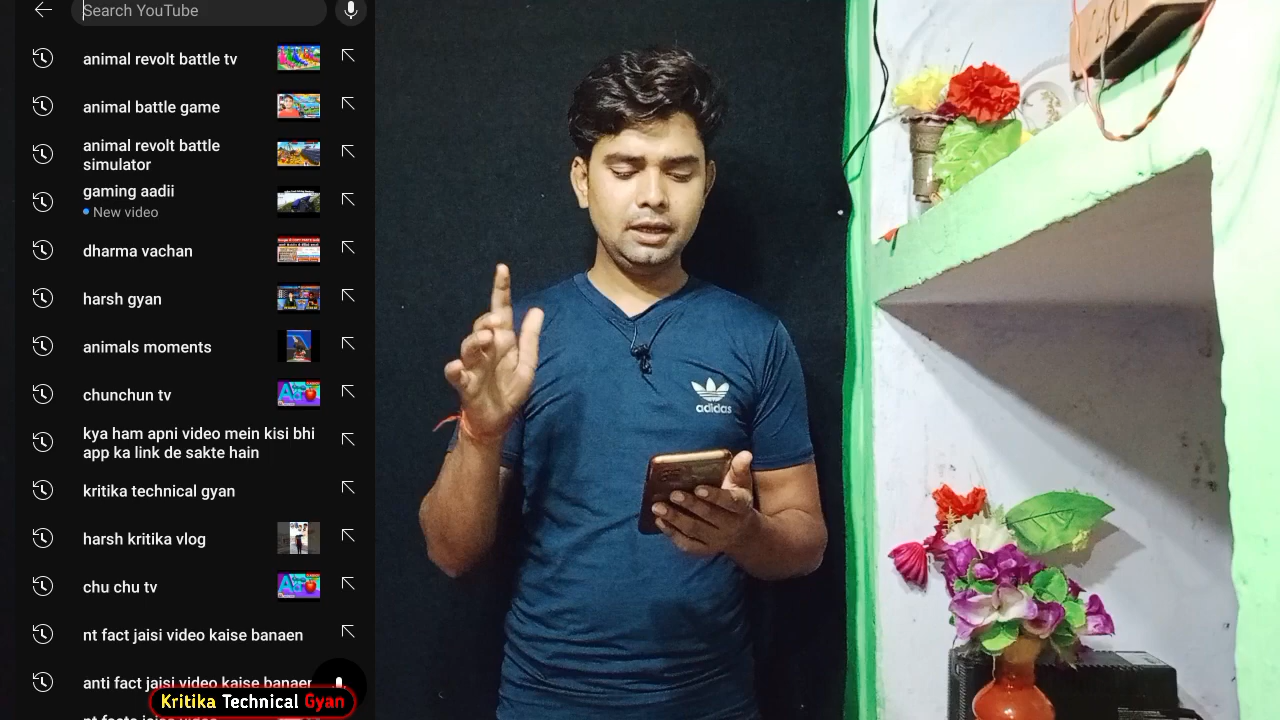 Search YouTube
animal revolt battle tv
animal battle game
animal revolt battle
simulator
gaming aadii
New video
dharma vachan
harsh gyan
animals moments
chunchun tv
kya ham apni video mein kisi bhi
app ka link de sakte hain
kritika technical gyan
harsh kritika vlog
chu chu tv
nt fact jaisi video kaise banaen
anti fact jaisi video kaise banaen
Kritika Technical Gyan
adidas